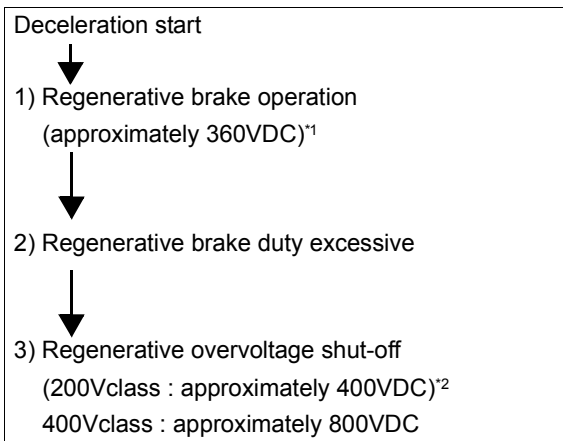 Deceleration start
1) Regenerative brake operation
(approximately 360VDC)*1
2) Regenerative brake duty excessive
3) Regenerative overvoltage shut-off
(200Vclass : approximately 400VDC)*2
400Vclass : approximately 800VDC